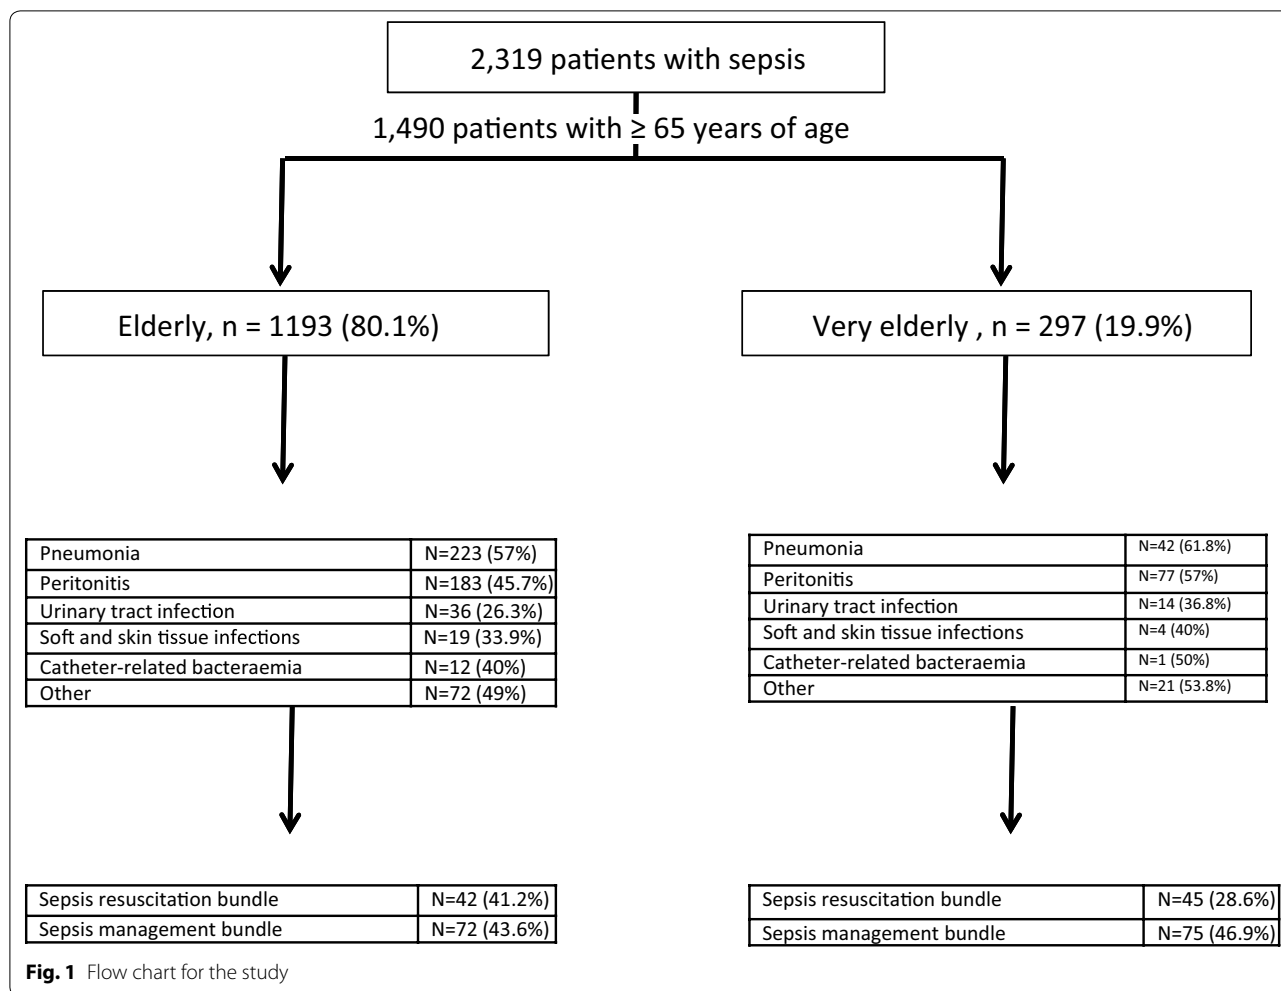 2,319 patients with sepsis
1,490 patients with ≥ 65 years of age
Elderly, n = 1193 (80.1%)
Very elderly , n = 297 (19.9%)
Pneumonia N=223 (57%)
Peritonitis N=183 (45.7%)
Urinary tract infection N=36 (26.3%)
Soft and skin tissue infections N=19 (33.9%)
Catheter-related bacteraemia N=12 (40%)
Other N=72 (49%)
Pneumonia N=42 (61.8%)
Peritonitis N=77 (57%)
Urinary tract infection N=14 (36.8%)
Soft and skin tissue infections N=4 (40%)
Catheter-related bacteraemia N=1 (50%)
Other N=21 (53.8%)
Sepsis resuscitation bundle N=42 (41.2%)
Sepsis management bundle N=72 (43.6%)
Sepsis resuscitation bundle N=45 (28.6%)
Sepsis management bundle N=75 (46.9%)
Fig. 1 Flow chart for the study